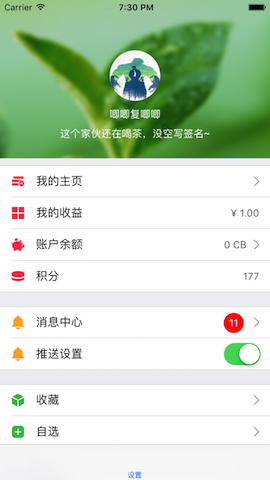 Carrier 7:30 PM
唧唧复唧唧
这个家伙还在喝茶，没空写签名~
我的主页
我的收益 ¥ 1.00
账户余额 0 CB
积分 177
消息中心 11
推送设置
收藏
自选
设置